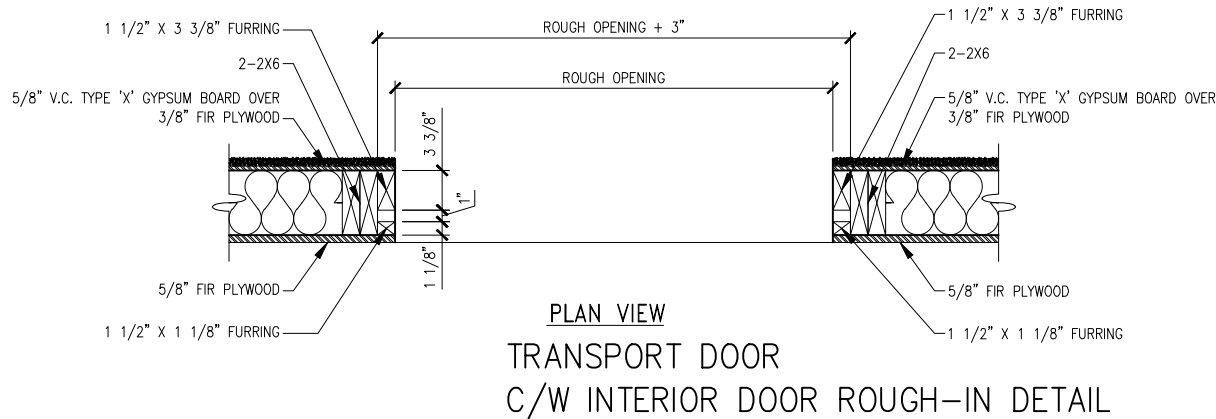 1 1/2" X 3 3/8" FURRING
ROUGH OPENING + 3"
1 1/2" X 3 3/8" FURRING
2-2X6
2-2X6
ROUGH OPENING
5/8" V.C. TYPE 'X' GYPSUM BOARD OVER
3/8" FIR PLYWOOD
5/8" V.C. TYPE 'X' GYPSUM BOARD OVER
3/8" FIR PLYWOOD
3 3/8"
1"
1 1/8"
5/8" FIR PLYWOOD
5/8" FIR PLYWOOD
1 1/2" X 1 1/8" FURRING
1 1/2" X 1 1/8" FURRING
PLAN VIEW
TRANSPORT DOOR
C/W INTERIOR DOOR ROUGH-IN DETAIL